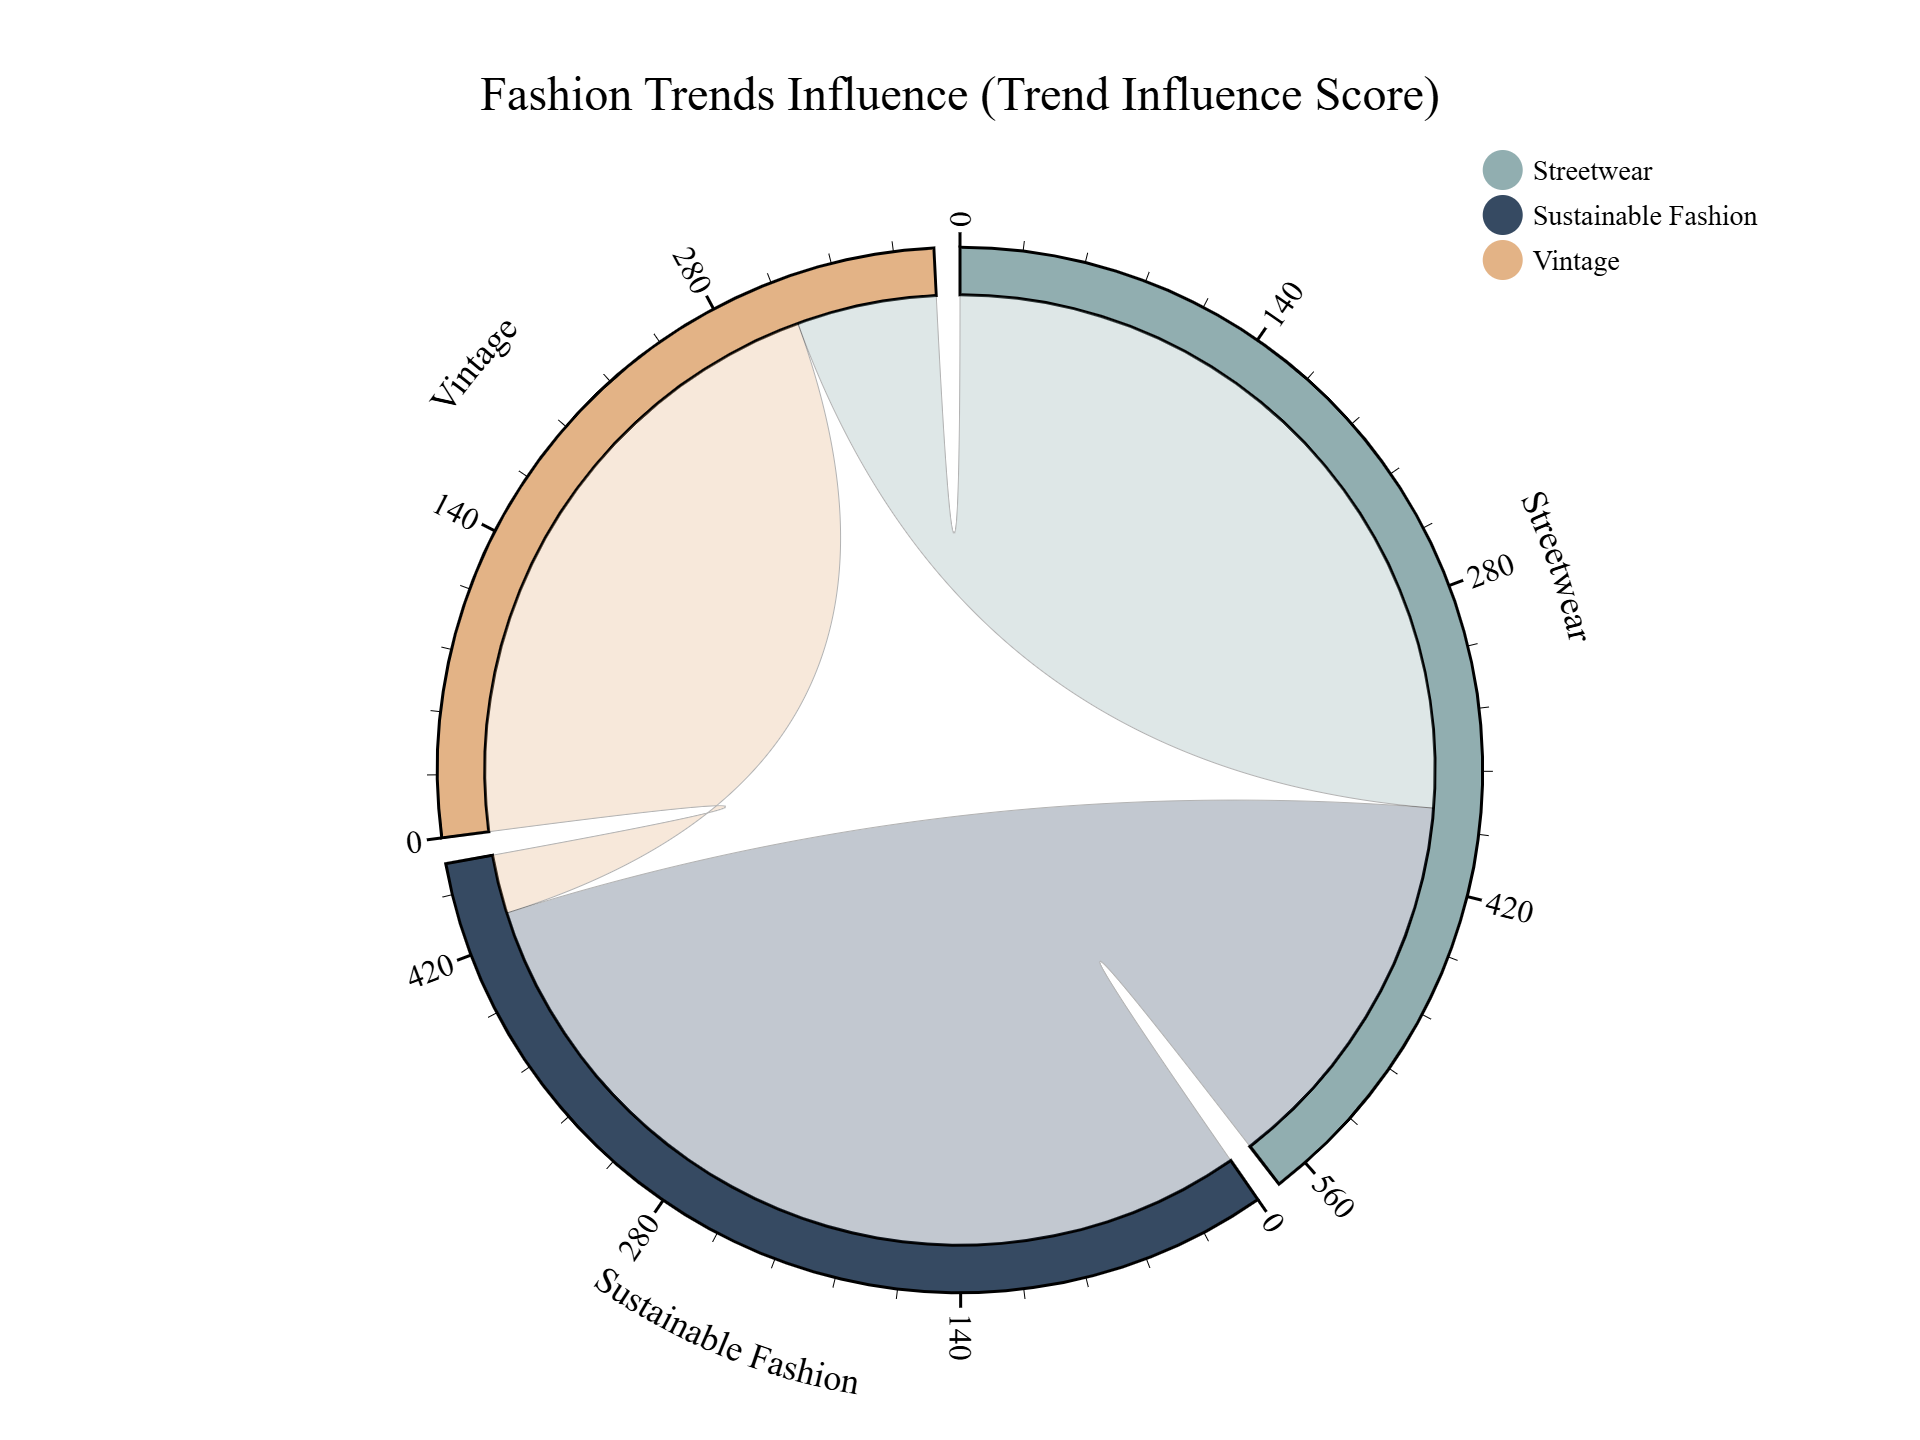 Fashion Trends Influence (Trend Influence Score)
Streetwear
Sustainable Fashion
Vintage
0
140
280
420
560
Streetwear
0
140
280
420
Sustainable Fashion
0
140
280
Vintage